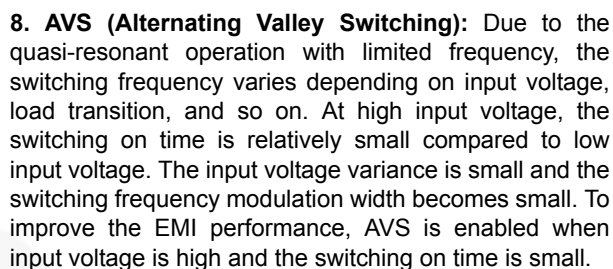 8. AVS (Alternating Valley Switching): Due to the
quasi-resonant operation with limited frequency, the
switching frequency varies depending on input voltage,
load transition, and so on. At high input voltage, the
switching on time is relatively small compared to low
input voltage. The input voltage variance is small and the
switching frequency modulation width becomes small. To
improve the EMI performance, AVS is enabled when
input voltage is high and the switching on time is small.